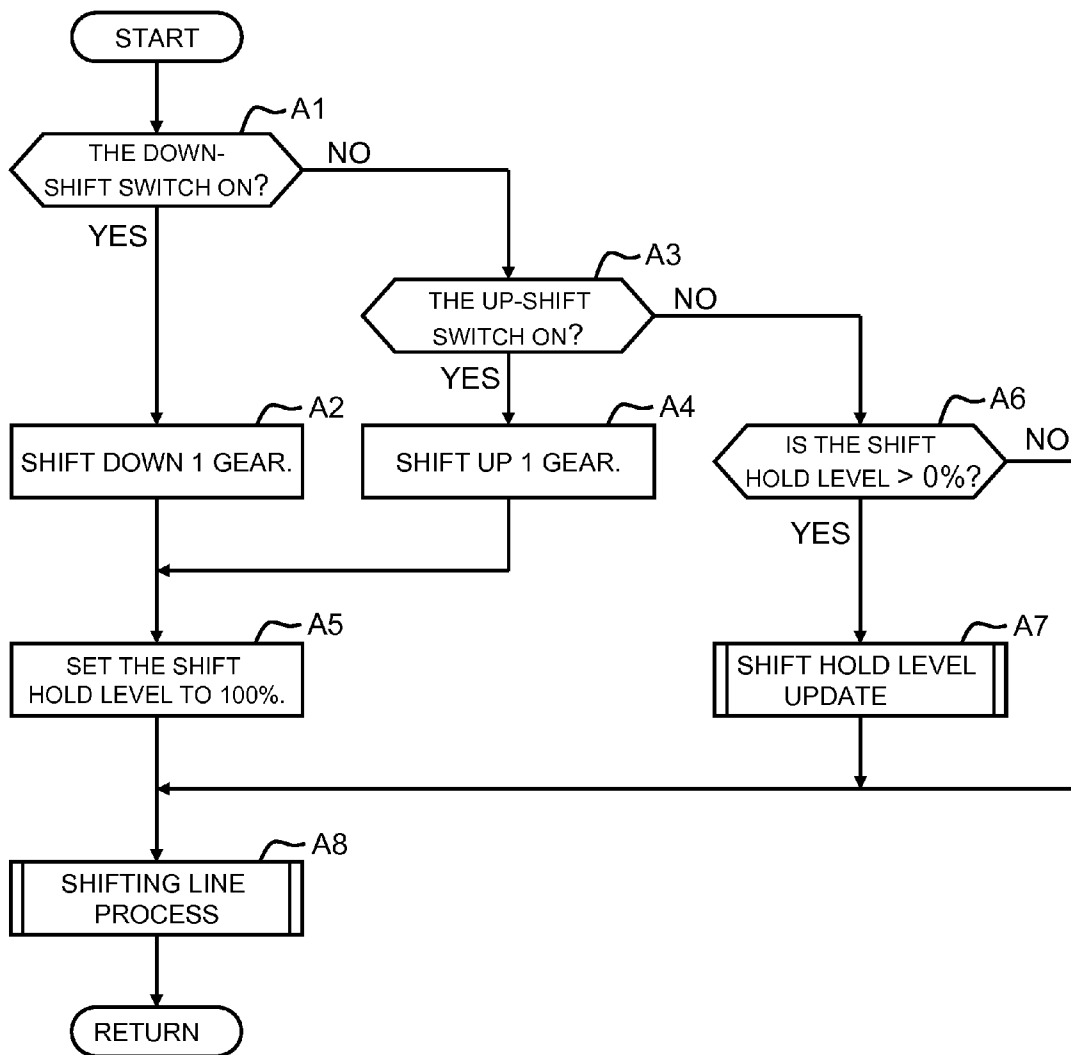 START
A1
THE DOWN-
SHIFT SWITCH ON?
NO
YES
A3
THE UP-SHIFT
SWITCH ON?
NO
YES
A2
SHIFT DOWN 1 GEAR.
A4
SHIFT UP 1 GEAR.
A6
IS THE SHIFT
HOLD LEVEL > 0%?
NO
YES
A5
SET THE SHIFT
HOLD LEVEL TO 100%.
A7
SHIFT HOLD LEVEL
UPDATE
A8
SHIFTING LINE
PROCESS
RETURN